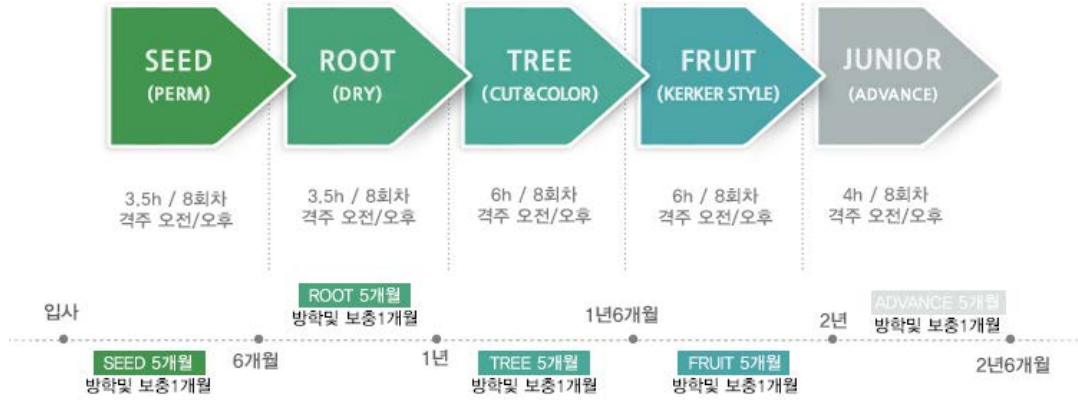 SEED
(PERM)
ROOT
(DRY)
TREE
(CUT&COLOR)
FRUIT
(KERKER STYLE)
JUNIOR
(ADVANCE)
3.5h / 8회차
격주 오전/오후
3.5h / 8회차
격주 오전/오후
6h / 8회차
격주 오전/오후
6h / 8회차
격주 오전/오후
4h / 8회차
격주 오전/오후
입사
SEED 5개월
방학및 보충1개월
6개월
ROOT 5개월
방학및 보충1개월
1년
TREE 5개월
방학및 보충1개월
1년6개월
FRUIT 5개월
방학및 보충1개월
2년
ADVANCE 5개월
방학및 보충1개월
2년6개월